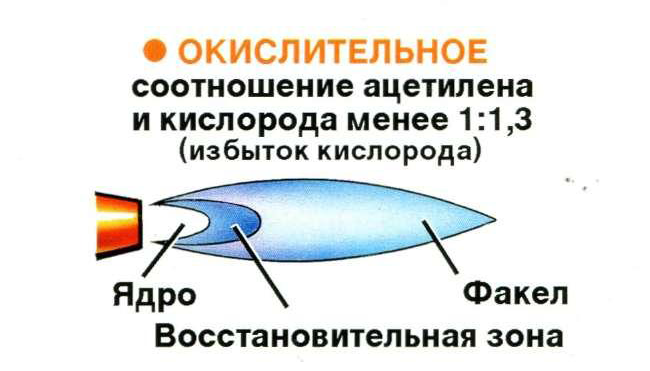 ● ОКИСЛИТЕЛЬНОЕ
соотношение ацетилена
и кислорода менее 1:1,3
(избыток кислорода)
Ядро
Факел
Восстановительная зона